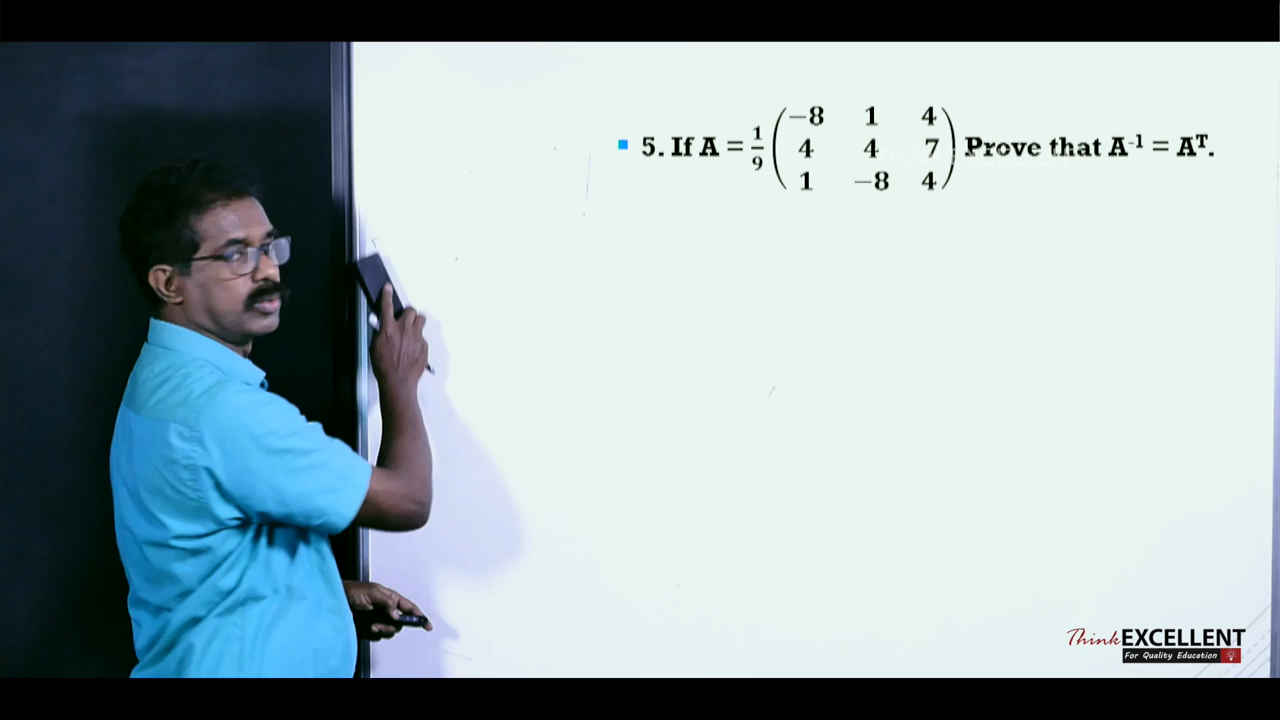 ▪ 5. If A = 1/9 (−8 1 4
4 4 7
1 −8 4) Prove that A⁻¹ = Aᵀ.
Think EXCELLENT
For Quality Education